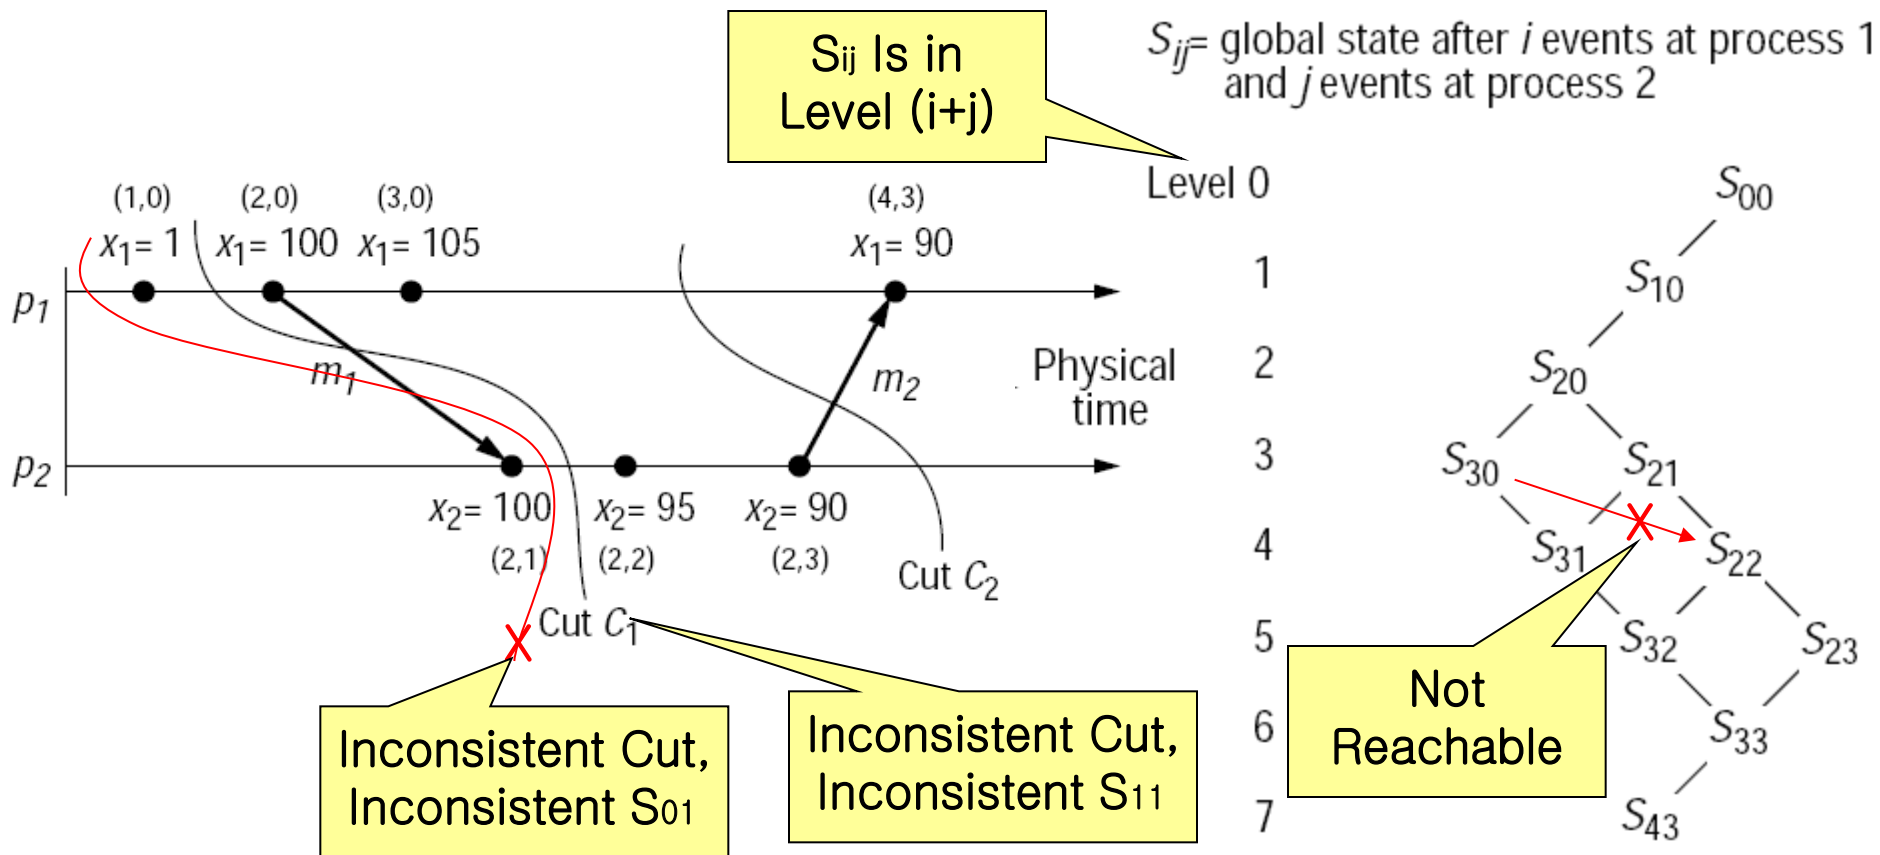 Sij Is in
Level (i+j)
Sij= global state after i events at process 1
and j events at process 2
(1,0) (2,0) (3,0) (4,3)
x1= 1 x1= 100 x1= 105 x1= 90
p1
m1
m2
Physical
time
p2
x2= 100 x2= 95 x2= 90
(2,1) (2,2) (2,3)
Cut C1
Cut C2
Inconsistent Cut,
Inconsistent S01
Inconsistent Cut,
Inconsistent S11
Level 0 S00
1 S10
2 S20
3 S30 S21
4 S31 S22
5 S32 S23
6 S33
7 S43
Not
Reachable